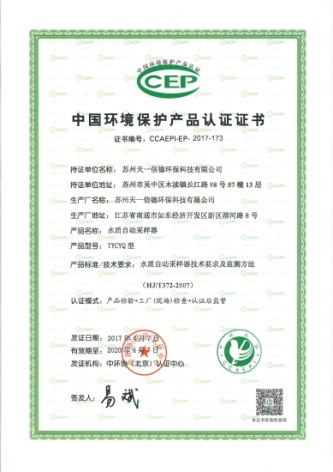 中国环境保护产品认证
CEP
中国环境保护产品认证证书
证书编号：CCAEPI-EP- 2017-173
持证单位名称： 苏州天一信德环保科技有限公司
持证单位地址： 苏州市吴中区木渎镇长江路 98 号 57 幢 13 层
生产厂名称： 苏州天一信德环保科技有限公司
生产厂地址： 江苏省南通市如东经济开发区新区渭河路 8 号
产品名称： 水质自动采样器
产品型号： TYCYQ 型
产品标准/技术要求： 水质自动采样器技术要求及监测方法
（HJ/T372-2007）
认证模式： 产品检验+工厂(现场)检查+认证后监督
发证日期： 2017 年 4 月 7 日
有效期至： 2020 年 4 月 7 日
发证机构： 中环协（北京）认证中心
签发人：
CCAEPI